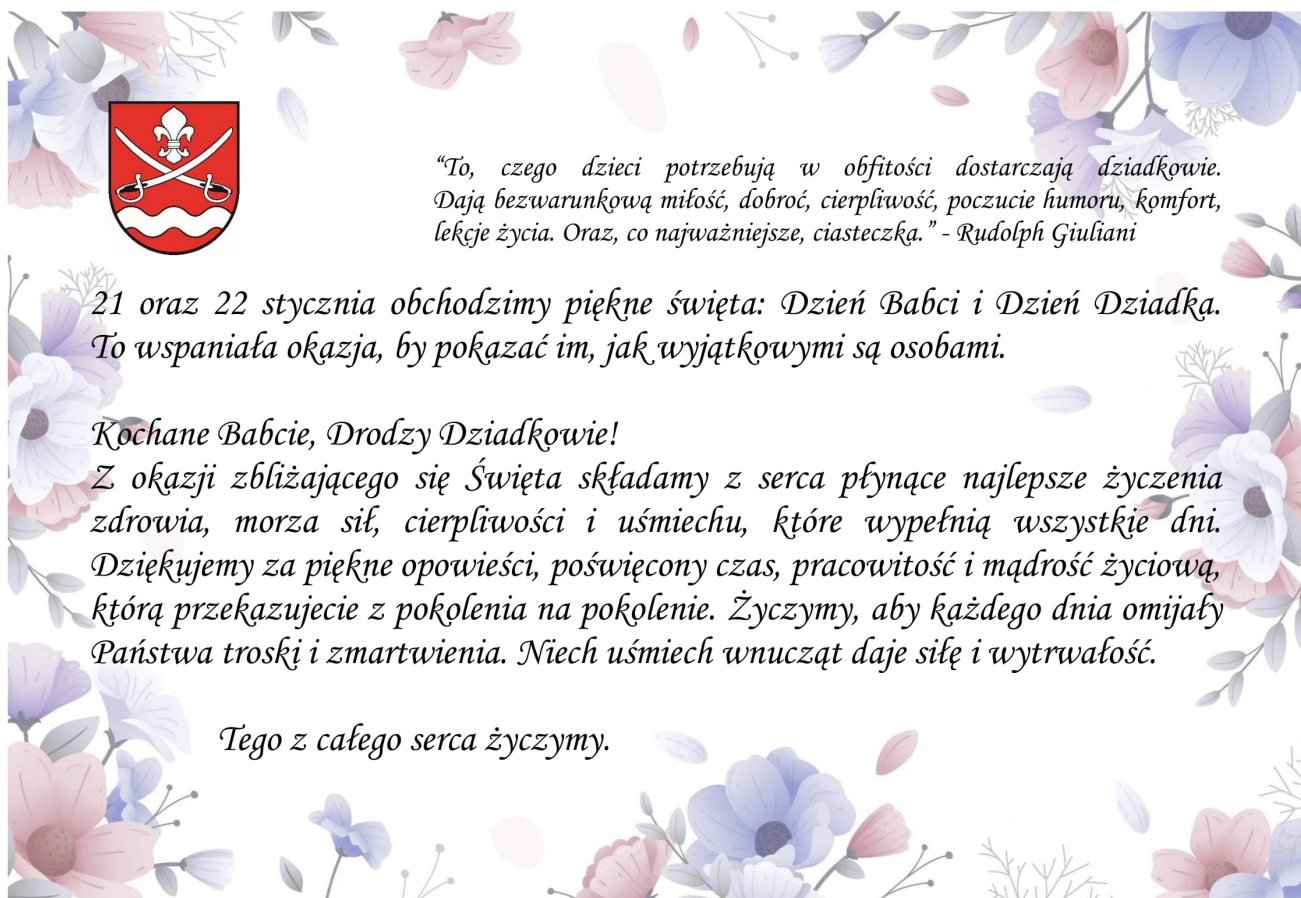 “To, czego dzieci potrzebują w obfitości dostarczają dziadkowie.
Dają bezwarunkową miłość, dobroć, cierpliwość, poczucie humoru, komfort,
lekcje życia. Oraz, co najważniejsze, ciasteczka.” - Rudolph Giuliani
21 oraz 22 stycznia obchodzimy piękne święta: Dzień Babci i Dzień Dziadka.
To wspaniała okazja, by pokazać im, jak wyjątkowymi są osobami.
Kochane Babcie, Drodzy Dziadkowie!
Z okazji zbliżającego się Święta składamy z serca płynące najlepsze życzenia
zdrowia, morza sił, cierpliwości i uśmiechu, które wypełnią wszystkie dni.
Dziękujemy za piękne opowieści, poświęcony czas, pracowitość i mądrość życiową,
którą przekazujecie z pokolenia na pokolenie. Życzymy, aby każdego dnia omijały
Państwa troski i zmartwienia. Niech uśmiech wnucząt daje siłę i wytrwałość.
Tego z całego serca życzymy.